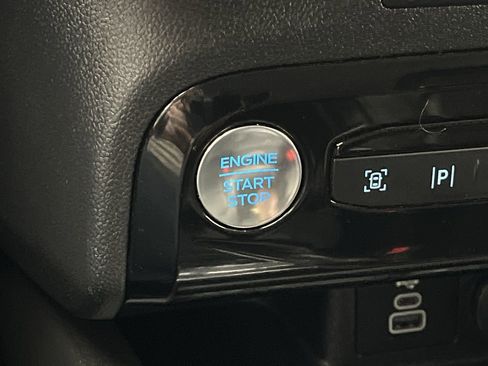 ENGINE
START
STOP
|P|